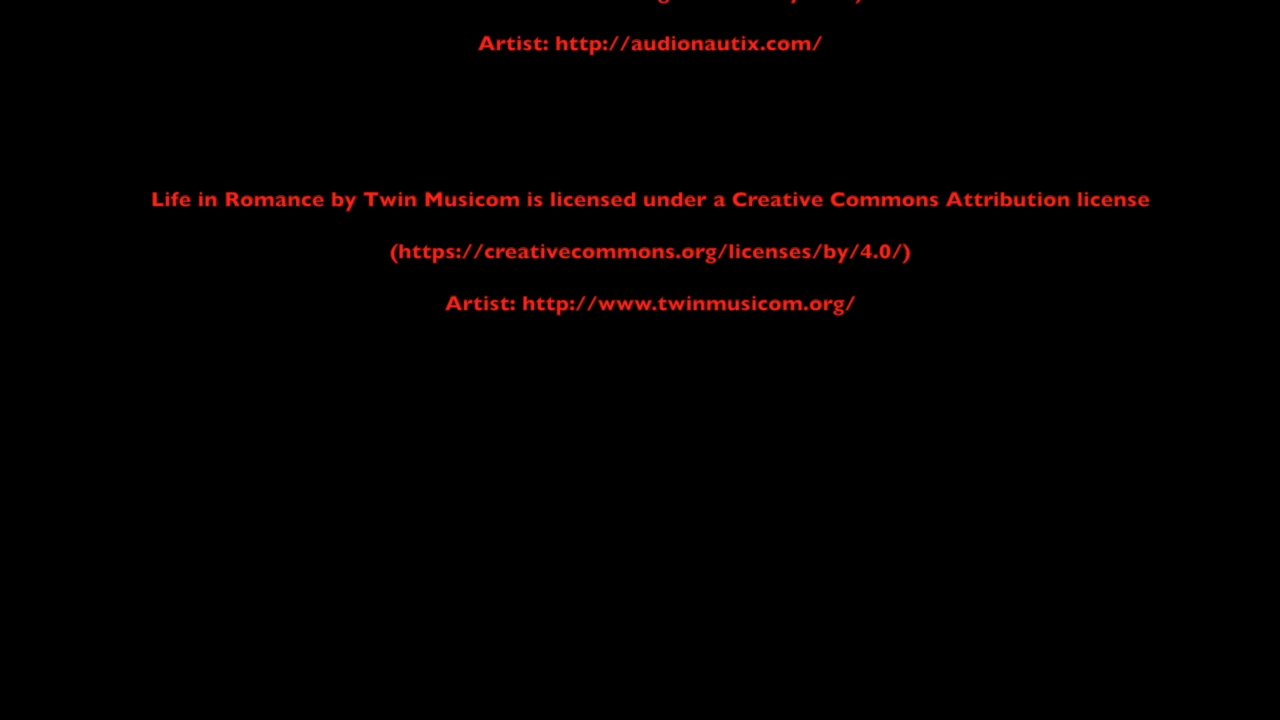 Artist: http://audionautix.com/
Life in Romance by Twin Musicom is licensed under a Creative Commons Attribution license
(https://creativecommons.org/licenses/by/4.0/)
Artist: http://www.twinmusicom.org/